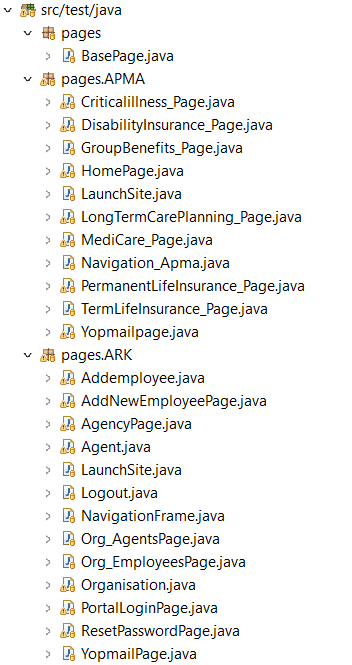 src/test/java
pages
BasePage.java
pages.APMA
CriticalIllness_Page.java
DisabilityInsurance_Page.java
GroupBenefits_Page.java
HomePage.java
LaunchSite.java
LongTermCarePlanning_Page.java
MediCare_Page.java
Navigation_Apma.java
PermanentLifeInsurance_Page.java
TermLifeInsurance_Page.java
Yopmailpage.java
pages.ARK
Addemployee.java
AddNewEmployeePage.java
AgencyPage.java
Agent.java
LaunchSite.java
Logout.java
NavigationFrame.java
Org_AgentsPage.java
Org_EmployeesPage.java
Organisation.java
PortalLoginPage.java
ResetPasswordPage.java
YopmailPage.java